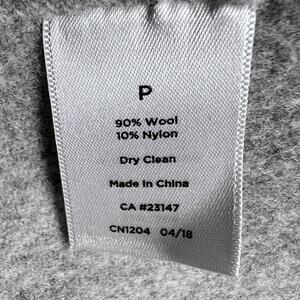 P
90% Wool
10% Nylon
Dry Clean
Made In China
CA #23147
CN1204 04/18